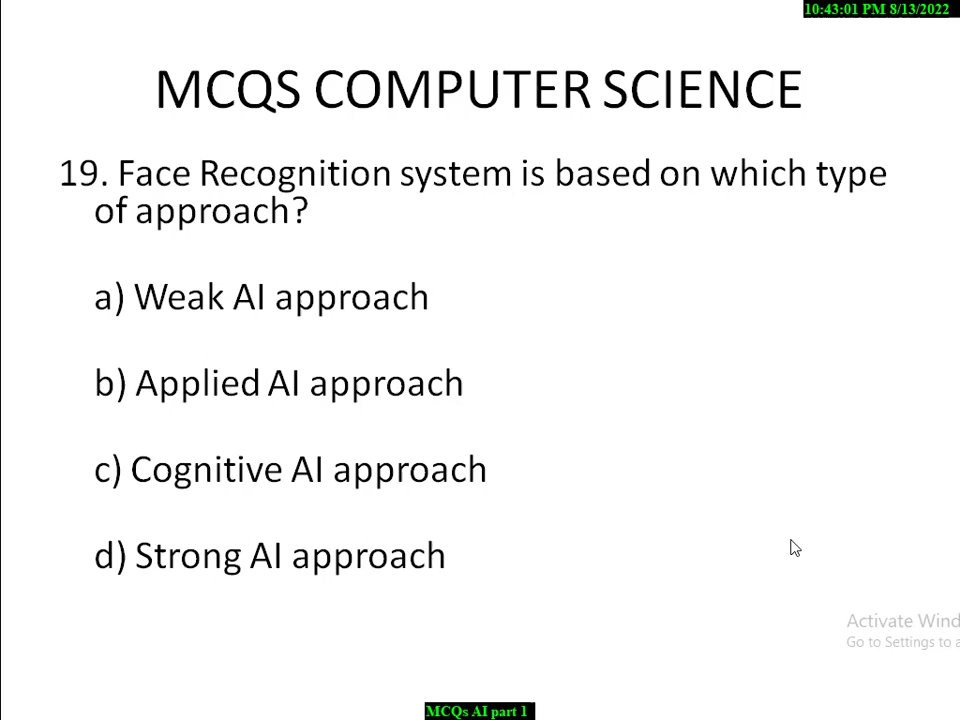 10:43:01 PM 8/13/2022
MCQS COMPUTER SCIENCE
19. Face Recognition system is based on which type
of approach?
a) Weak AI approach
b) Applied AI approach
c) Cognitive AI approach
d) Strong AI approach
Activate Wind
Go to Settings to a
MCQs AI part 1